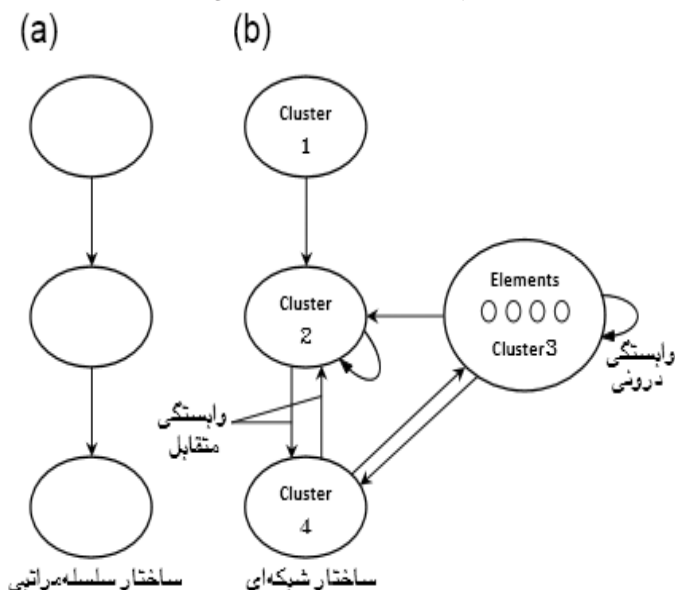 (a)
(b)
Cluster
1
Cluster
2
Elements
Cluster3
وابستگی
درونی
وابستگی
متقابل
Cluster
4
ساختار سلسله‌مراتبی
ساختار شبکه‌ای